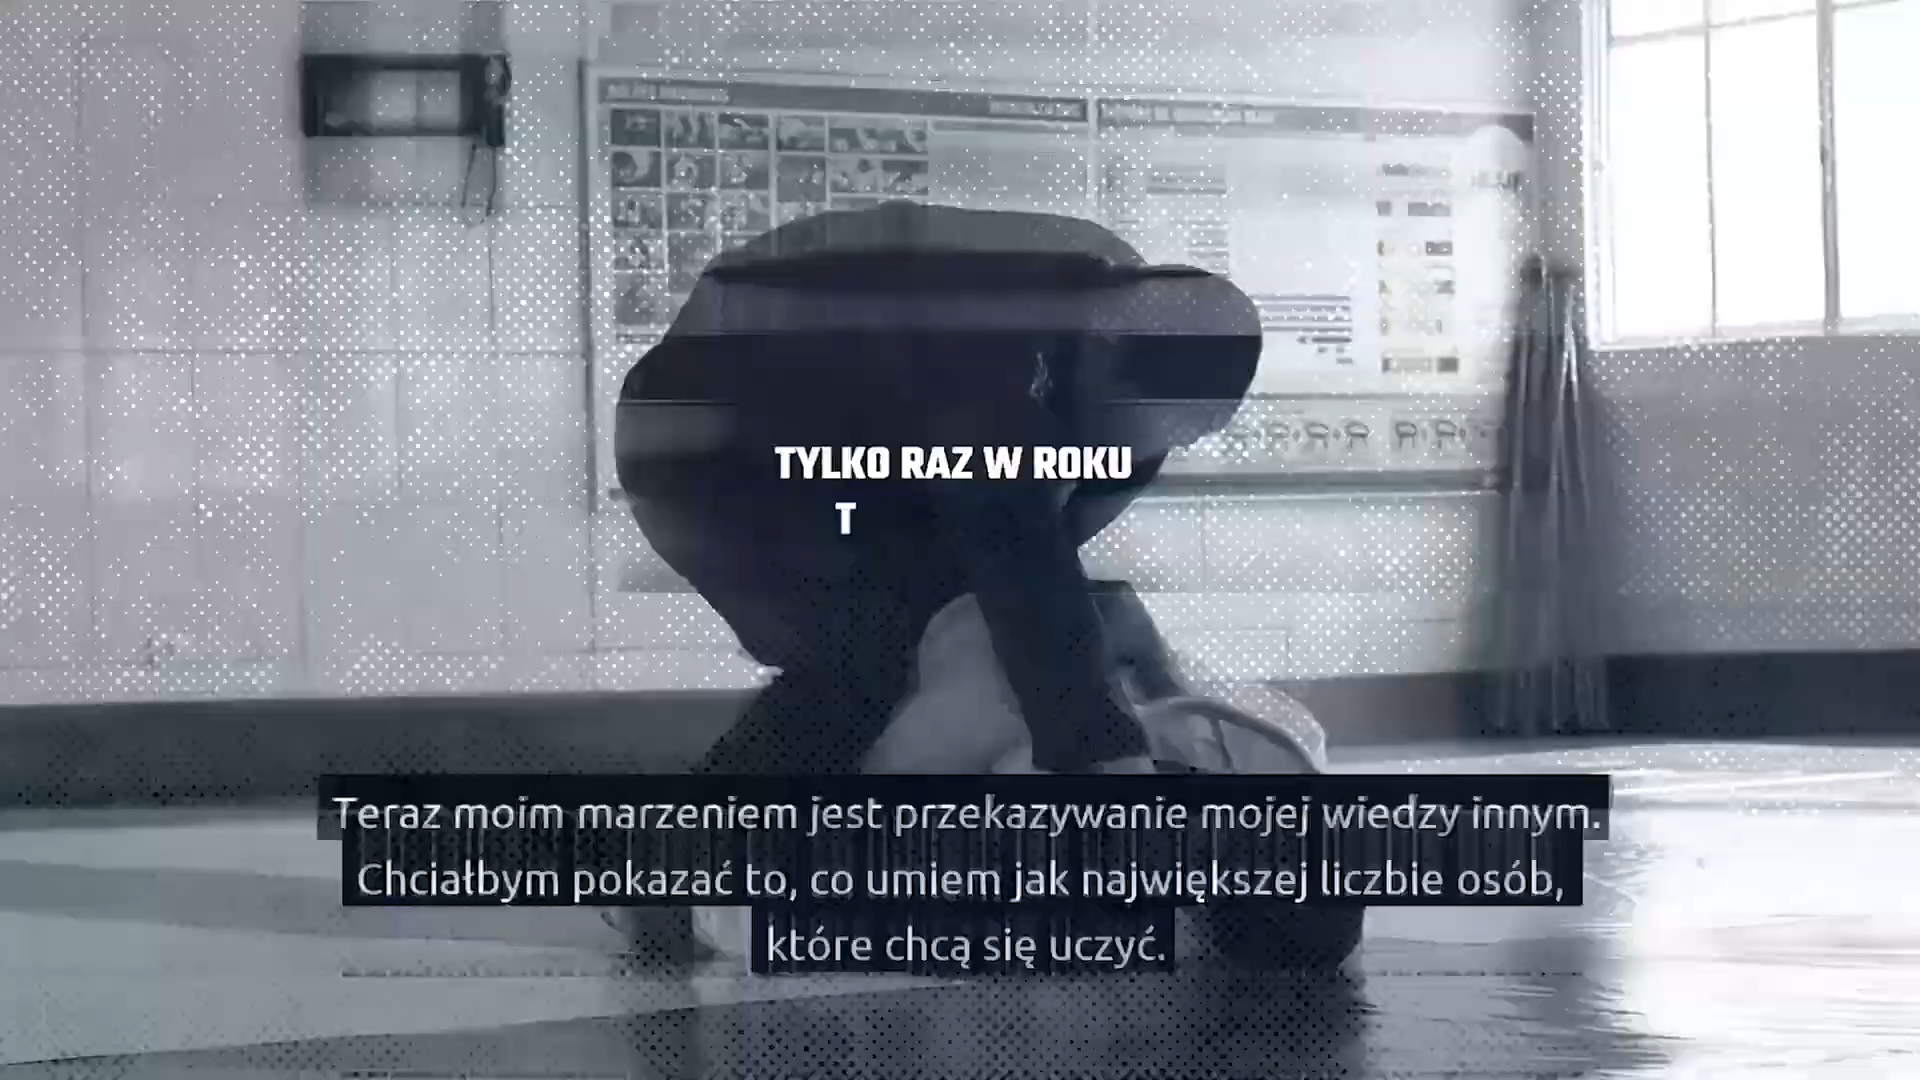 TYLKO RAZ W ROKU
T
Teraz moim marzeniem jest przekazywanie mojej wiedzy innym.
Chciałbym pokazać to, co umiem jak największej liczbie osób,
które chcą się uczyć.